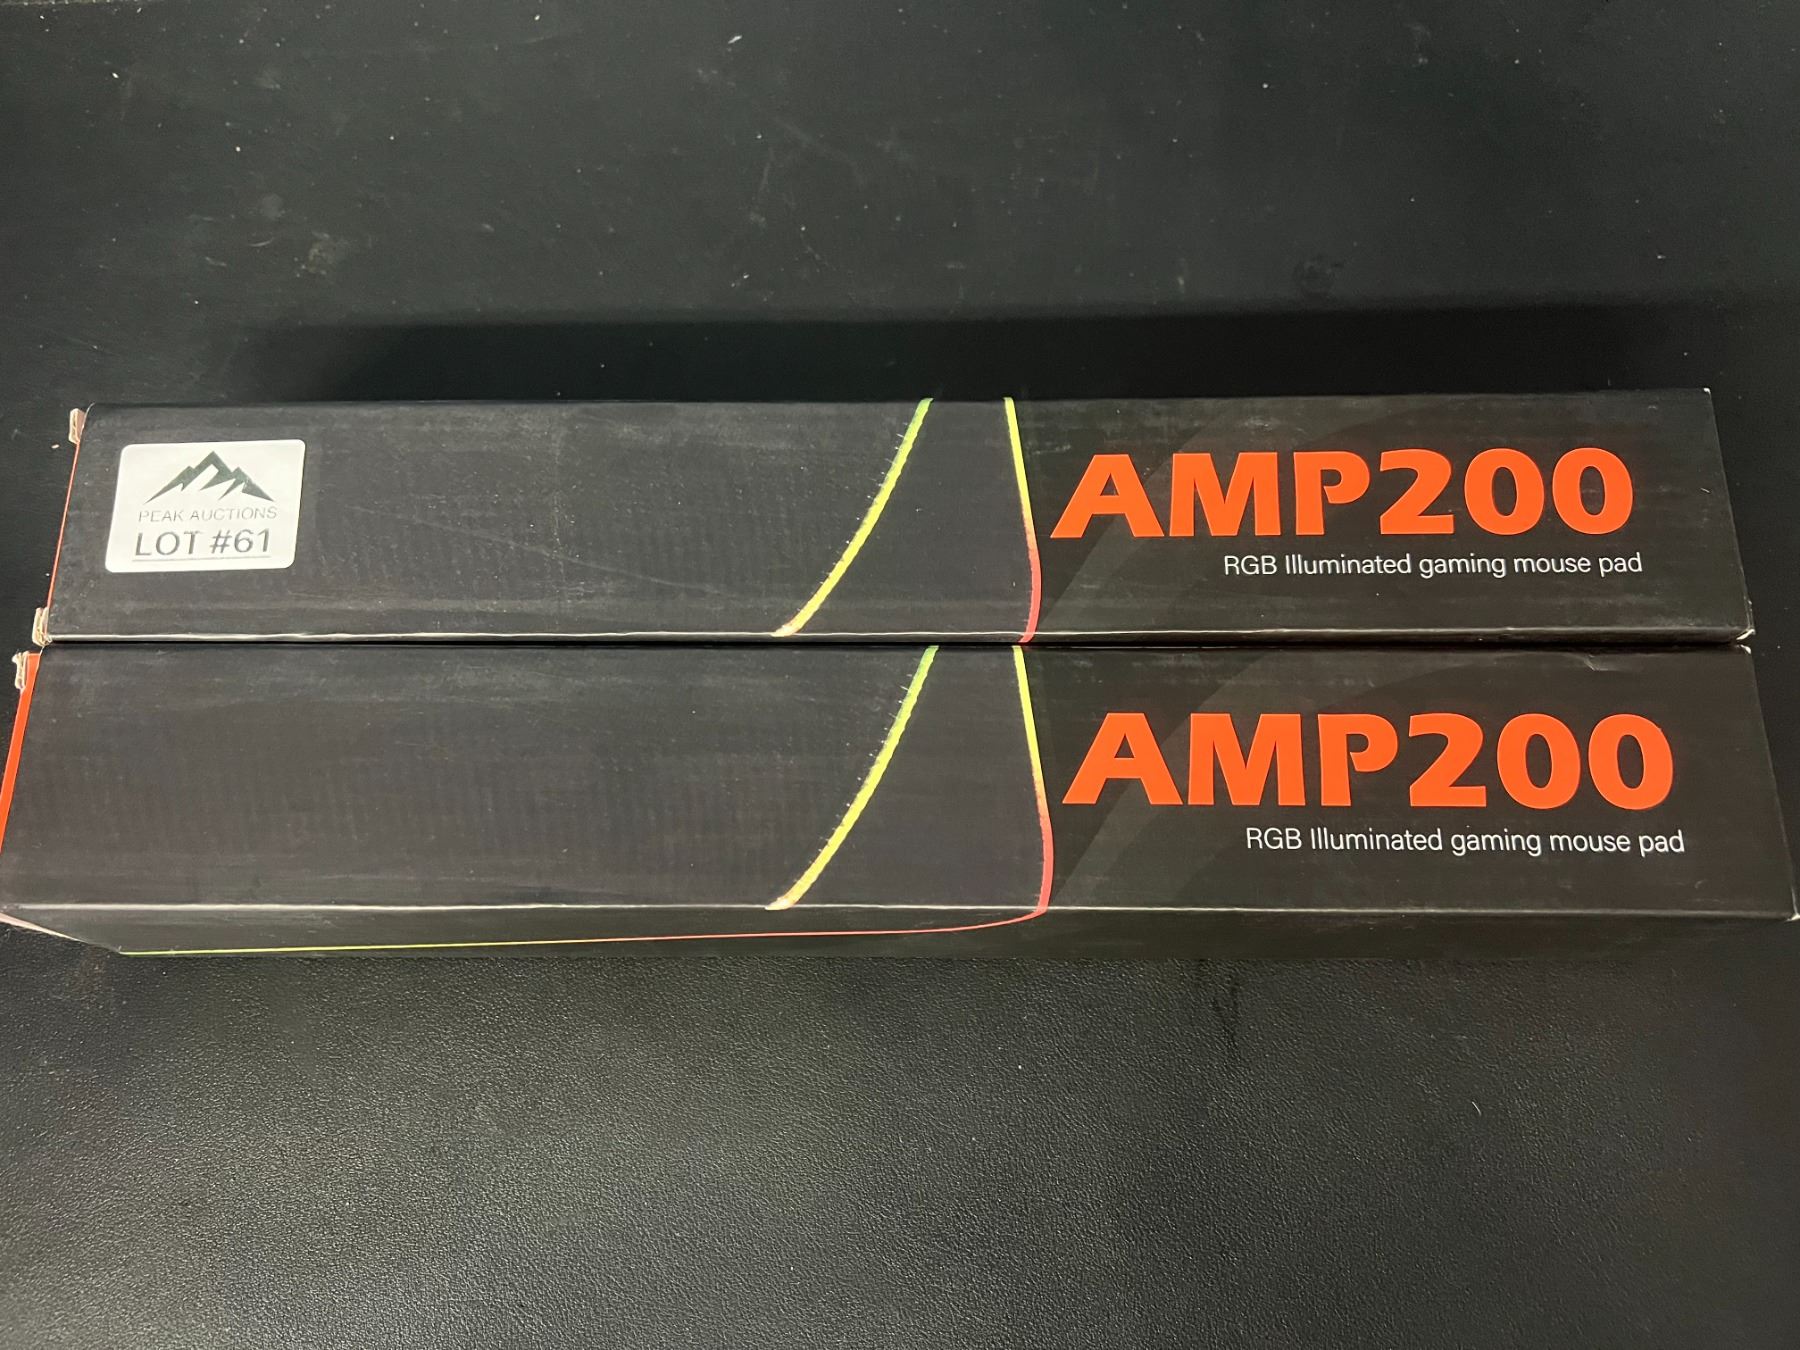 PEAK AUCTIONS
LOT #61
AMP200
RGB Illuminated gaming mouse pad
AMP200
RGB Illuminated gaming mouse pad